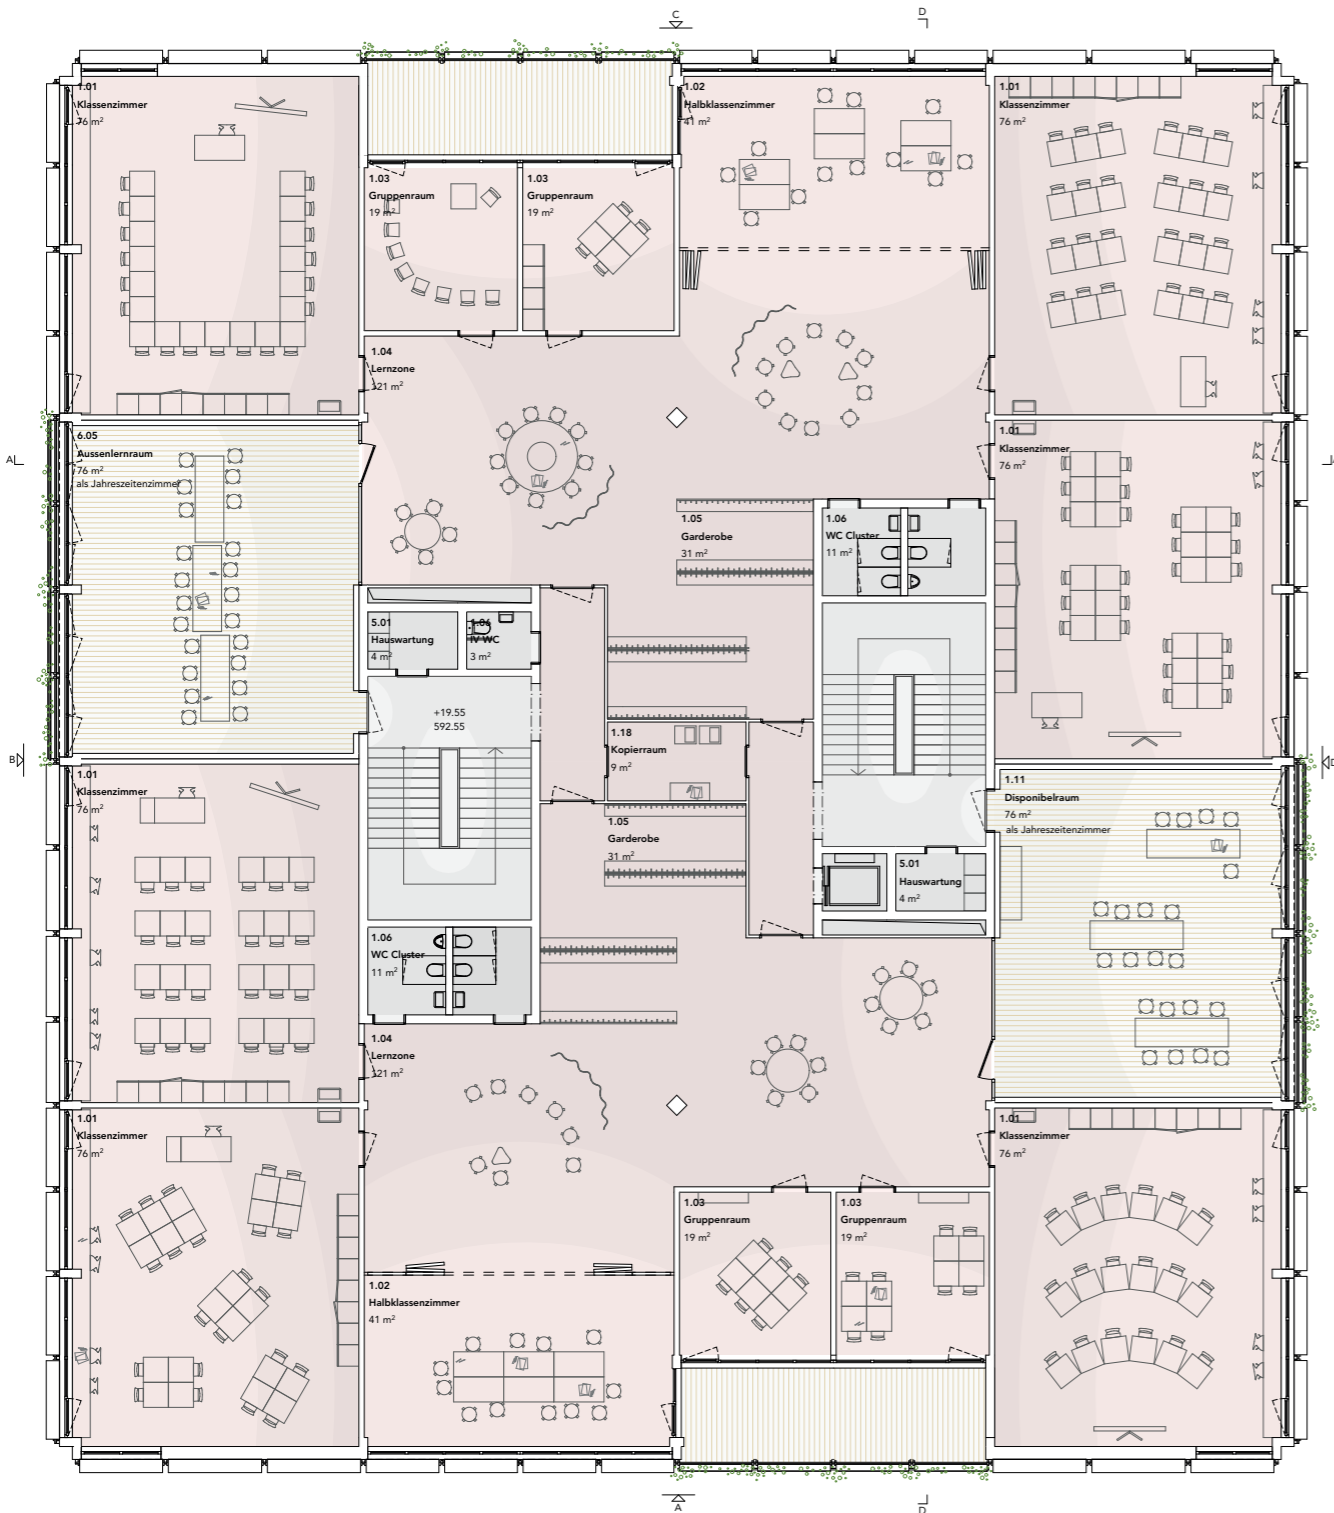 C
D
1.01
Klassenzimmer
76 m²
1.02
Halbklassenzimmer
41 m²
1.01
Klassenzimmer
76 m²
1.03
Gruppenraum
19 m²
1.03
Gruppenraum
19 m²
1.04
Lernzone
121 m²
6.05
Aussenlernraum
76 m²
als Jahreszeitenzimmer
1.01
Klassenzimmer
76 m²
A
1.05
Garderobe
31 m²
1.06
WC Cluster
11 m²
5.01
Hauswartung
4 m²
1.06
IV WC
3 m²
+19.55
592.55
1.18
Kopierraum
9 m²
B
1.01
Klassenzimmer
76 m²
1.11
Disponibelraum
76 m²
als Jahreszeitenzimmer
1.05
Garderobe
31 m²
5.01
Hauswartung
4 m²
1.06
WC Cluster
11 m²
1.04
Lernzone
121 m²
1.01
Klassenzimmer
76 m²
1.01
Klassenzimmer
76 m²
1.03
Gruppenraum
19 m²
1.03
Gruppenraum
19 m²
1.02
Halbklassenzimmer
41 m²
A
D